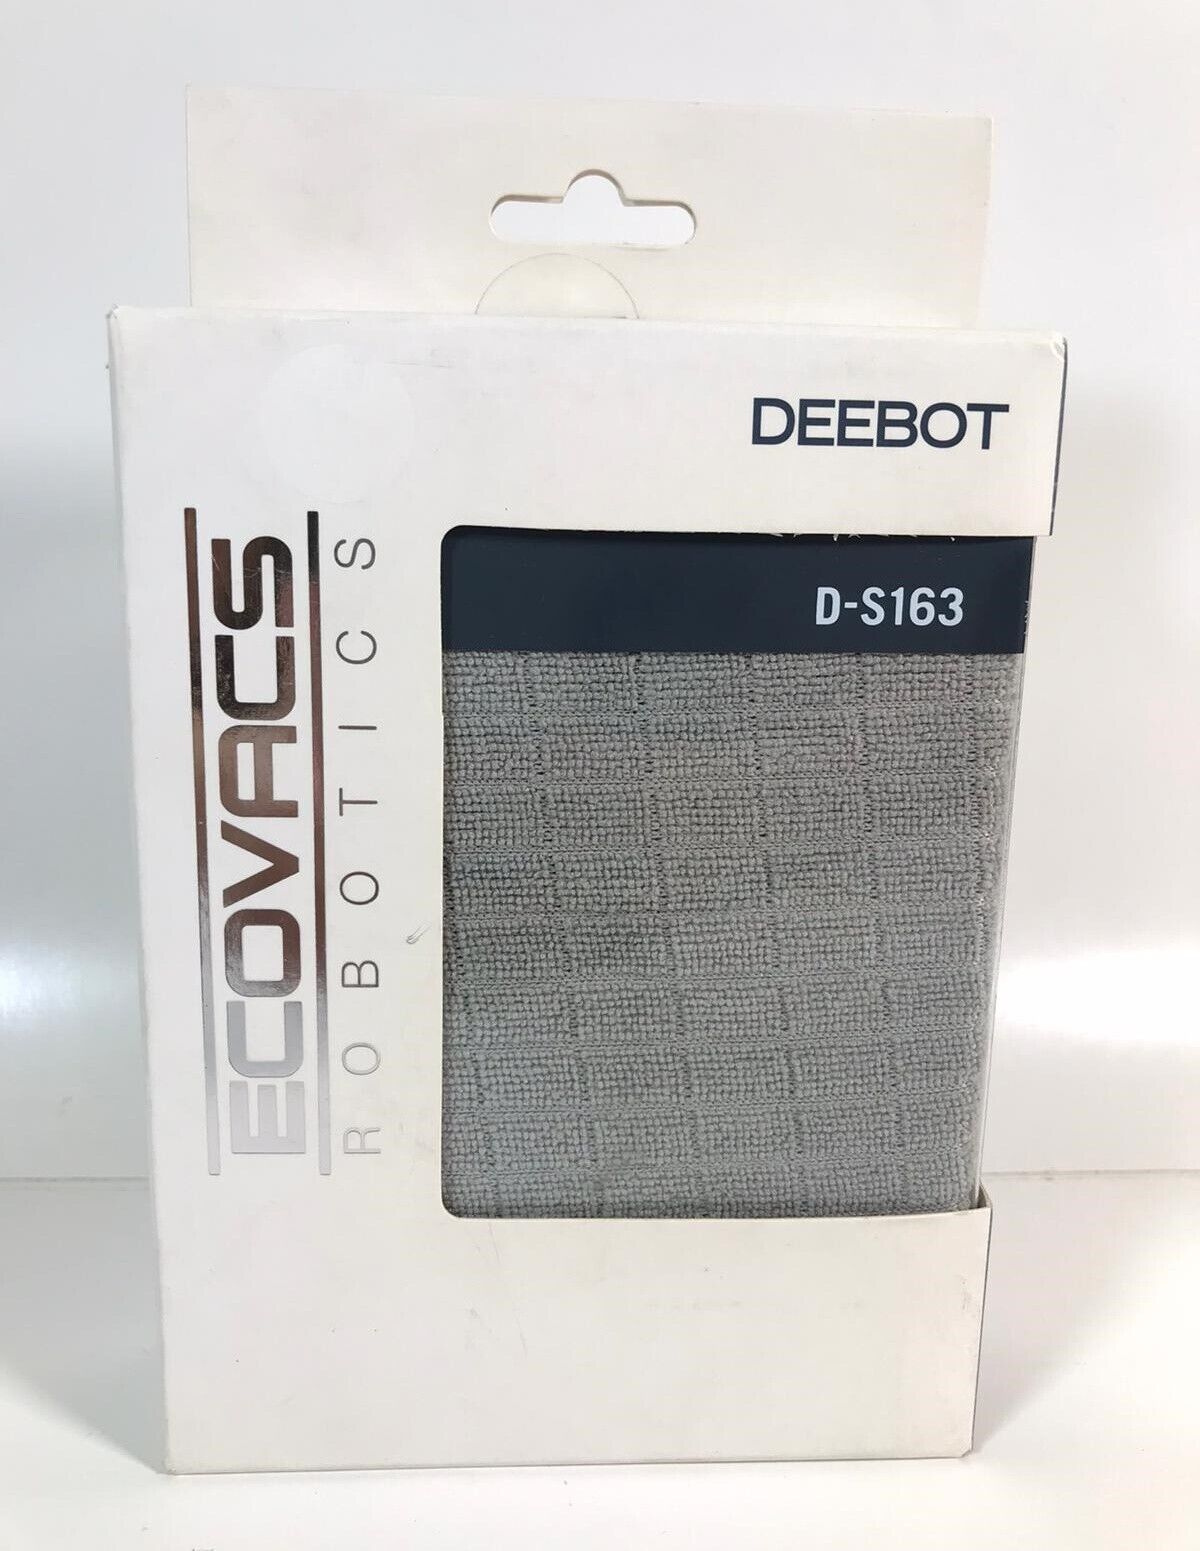 DEEBOT
ECOVACS
ROBOTICS
D-S163